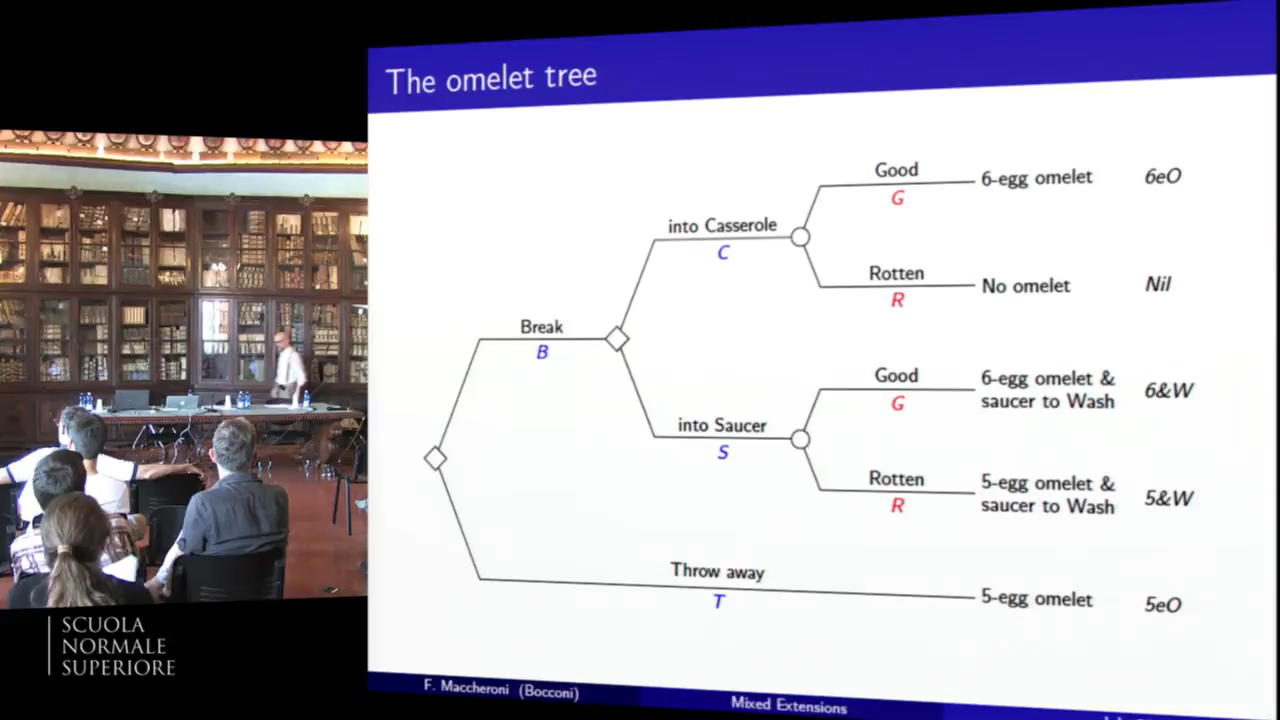 The omelet tree
Good
G
6-egg omelet
6eO
into Casserole
C
Rotten
R
No omelet
Nil
Break
B
Good
G
6-egg omelet &
saucer to Wash
6&W
into Saucer
S
Rotten
R
5-egg omelet &
saucer to Wash
5&W
Throw away
T
5-egg omelet
5eO
F. Maccheroni (Bocconi)
Mixed Extensions
SCUOLA
NORMALE
SUPERIORE